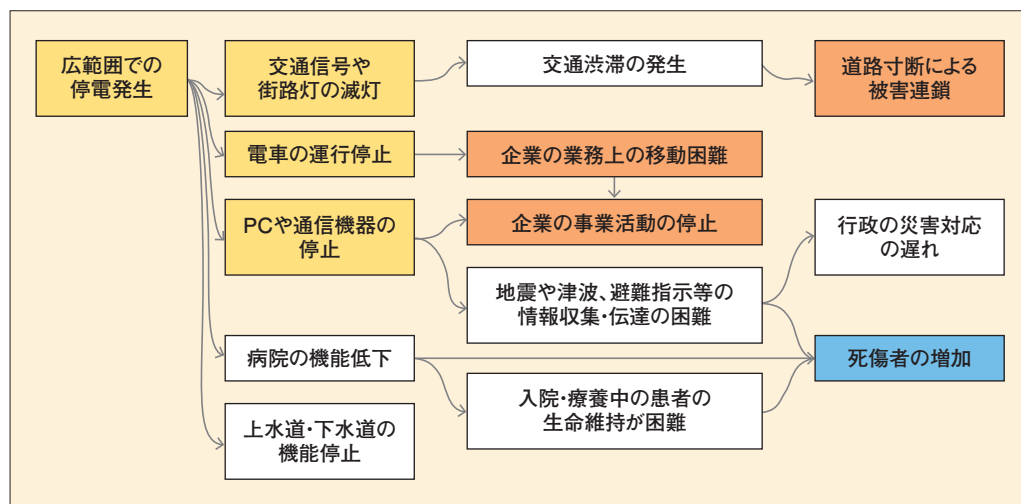 広範囲での
停電発生
交通信号や
街路灯の滅灯
交通渋滞の発生
道路寸断による
被害連鎖
電車の運行停止
企業の業務上の移動困難
PCや通信機器の
停止
企業の事業活動の停止
行政の災害対応
の遅れ
地震や津波、避難指示等の
情報収集・伝達の困難
病院の機能低下
死傷者の増加
入院・療養中の患者の
生命維持が困難
上水道・下水道の
機能停止